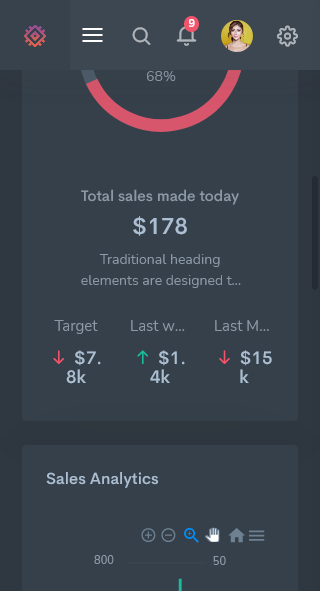 9
68%
Total sales made today
$178
Traditional heading
elements are designed t...
Target Last w... Last M...
$7. $1. $15
8k 4k k
Sales Analytics
800 50